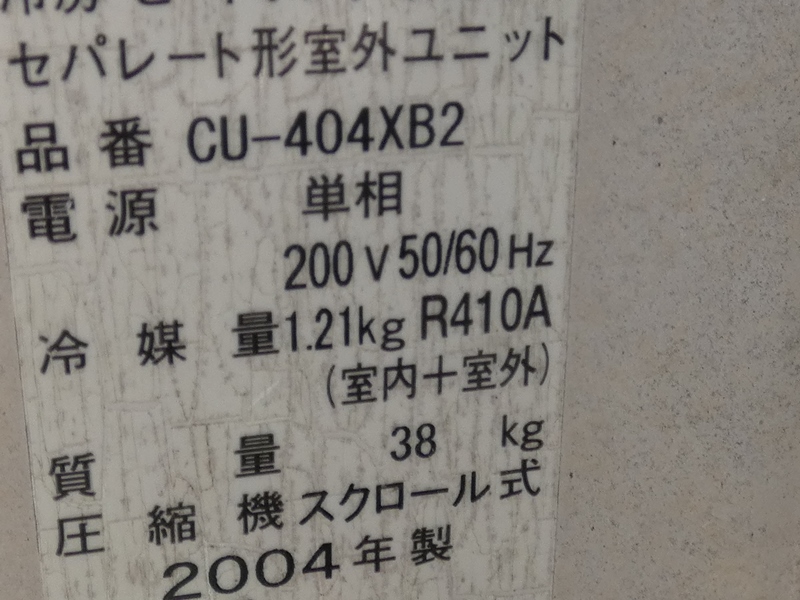 セパレート形室外ユニット
品番 CU-404XB2
電源 単相
200V 50/60Hz
冷媒量 1.21kg R410A
(室内+室外)
質量 38 kg
圧縮機 スクロール式
2004年製